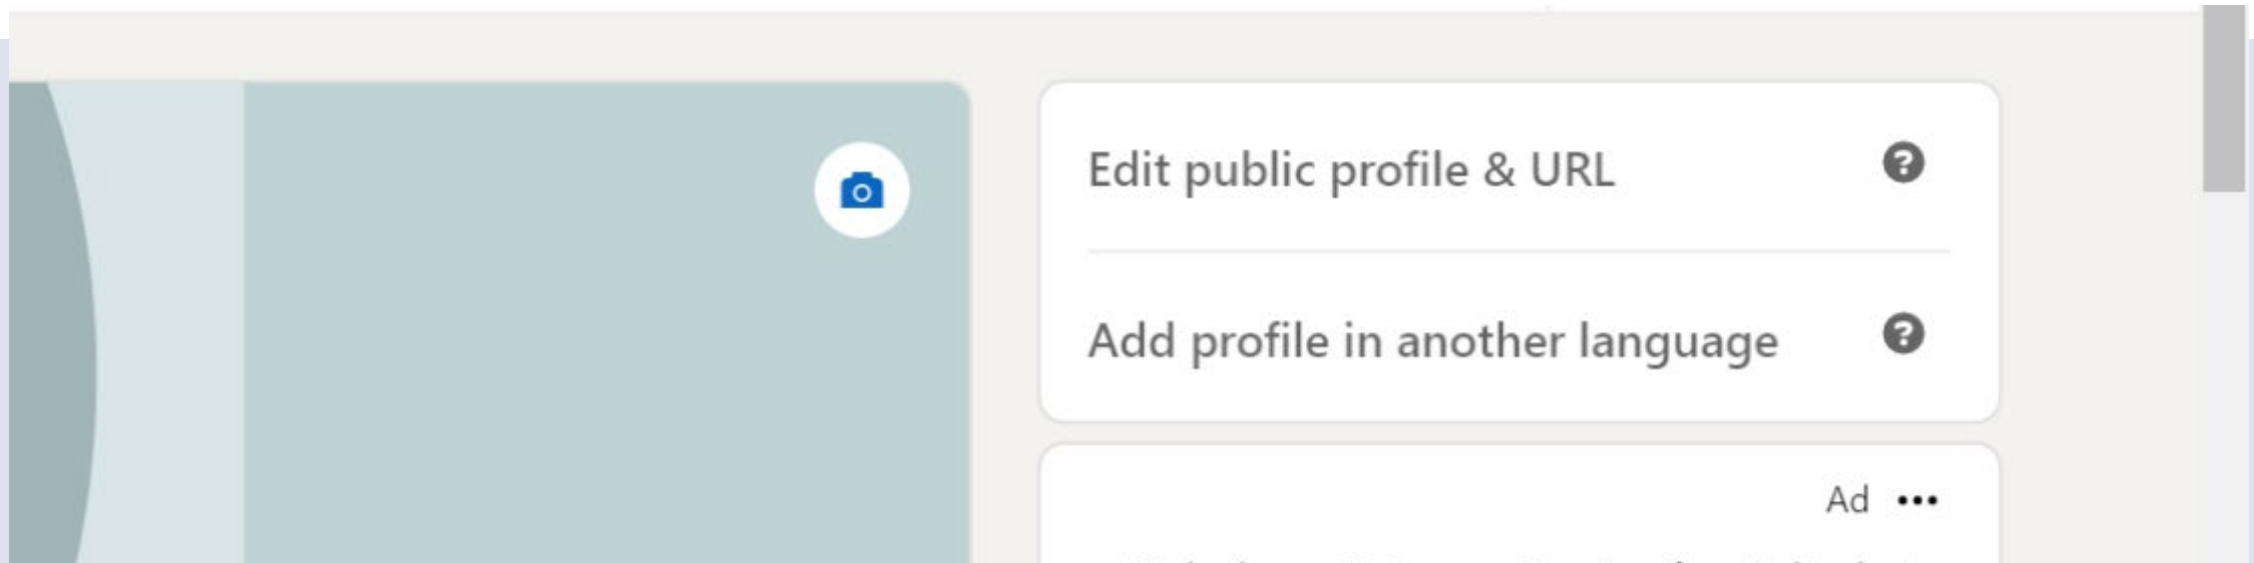 Edit public profile & URL
Add profile in another language
Ad